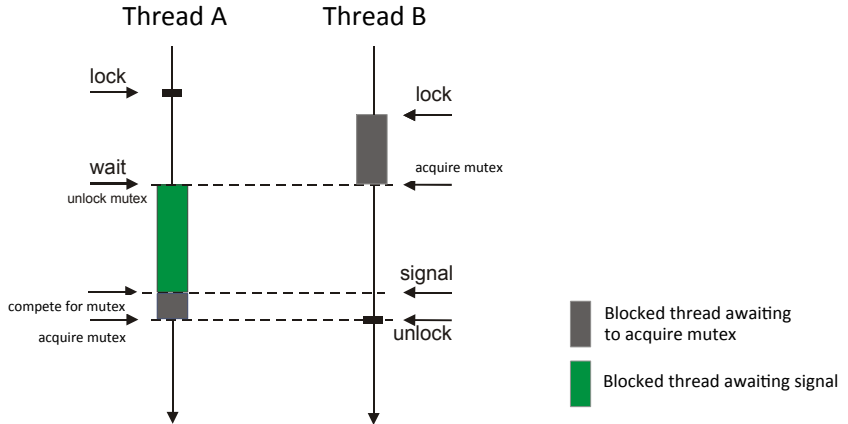 Thread A
Thread B
lock
lock
wait
acquire mutex
unlock mutex
signal
compete for mutex
acquire mutex
unlock
Blocked thread awaiting
to acquire mutex
Blocked thread awaiting signal